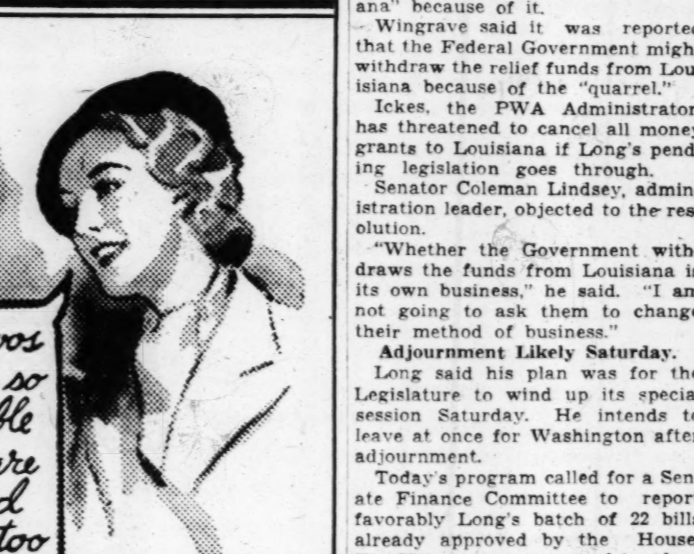 so
too
ana" because of it.
Wingrave said it was reported
that the Federal Government migh
withdraw the relief funds from Lou
isiana because of the "quarrel."
Ickes, the PWA Administrator
has threatened to cancel all money
grants to Louisiana if Long's pend
ing legislation goes through.
Senator Coleman Lindsey, admin
istration leader, objected to the res
olution.
"Whether the Government with
draws the funds from Louisiana is
its own business," he said. "I am
not going to ask them to change
their method of business."
Adjournment Likely Saturday.
Long said his plan was for the
Legislature to wind up its specia
session Saturday. He intends to
leave at once for Washington after
adjournment.
Today's program called for a Sen
ate Finance Committee to repor
favorably Long's batch of 22 bills
already approved by the House.